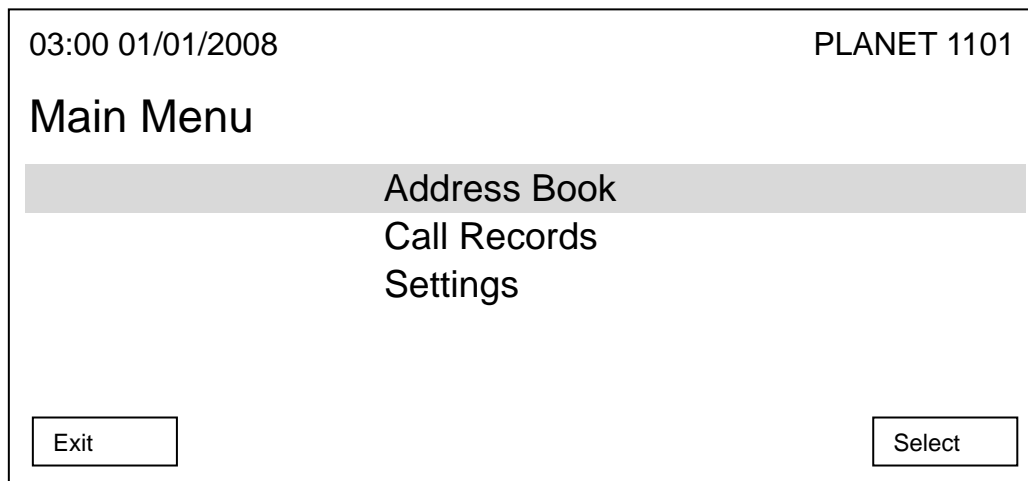 03:00 01/01/2008 PLANET 1101
Main Menu
Address Book
Call Records
Settings
Exit Select